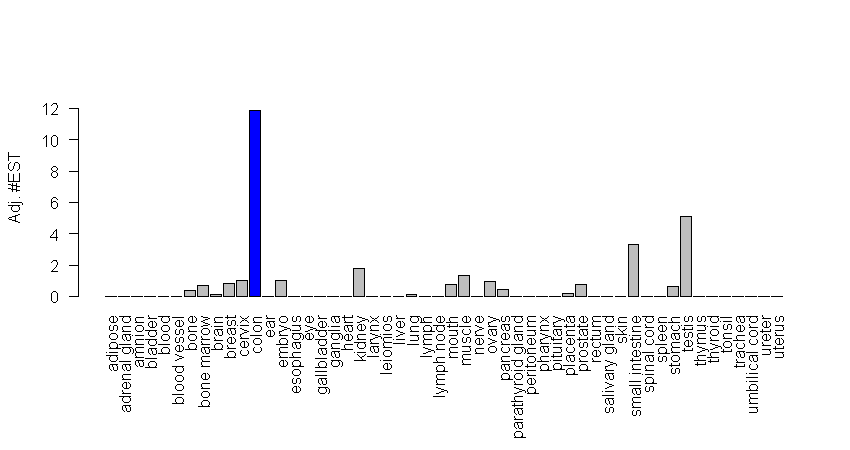 Adj. #EST
12
10
8
6
4
2
0
adipose
adrenal gland
amnion
bladder
blood
blood vessel
bone
bone marrow
brain
breast
cervix
colon
ear
embryo
esophagus
eye
gallbladder
ganglia
heart
kidney
larynx
leiomios
liver
lung
lymph
lymph node
mouth
muscle
nerve
ovary
pancreas
parathyroid gland
peritoneum
pharynx
pituitary
placenta
prostate
rectum
salivary gland
skin
small intestine
spinal cord
spleen
stomach
testis
thymus
thyroid
tonsil
trachea
umbilical cord
ureter
uterus